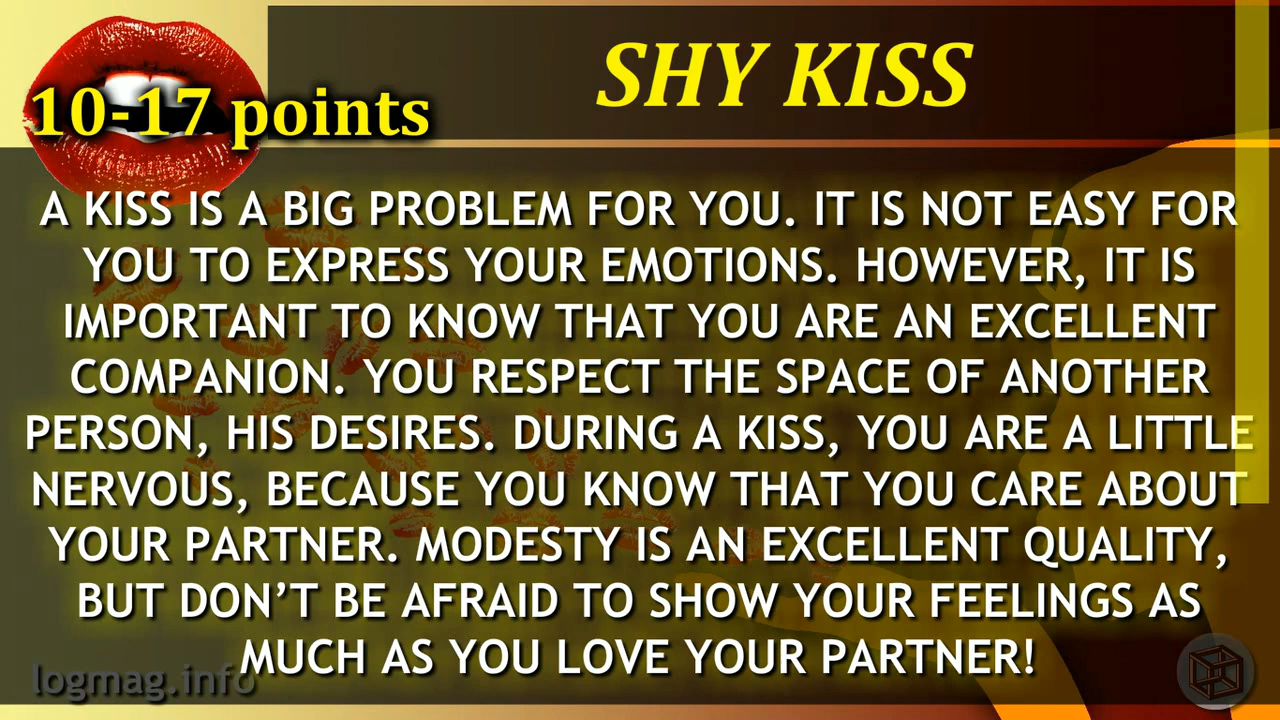 SHY KISS
10-17 points
A KISS IS A BIG PROBLEM FOR YOU. IT IS NOT EASY FOR
YOU TO EXPRESS YOUR EMOTIONS. HOWEVER, IT IS
IMPORTANT TO KNOW THAT YOU ARE AN EXCELLENT
COMPANION. YOU RESPECT THE SPACE OF ANOTHER
PERSON, HIS DESIRES. DURING A KISS, YOU ARE A LITTLE
NERVOUS, BECAUSE YOU KNOW THAT YOU CARE ABOUT
YOUR PARTNER. MODESTY IS AN EXCELLENT QUALITY,
BUT DON’T BE AFRAID TO SHOW YOUR FEELINGS AS
MUCH AS YOU LOVE YOUR PARTNER!
logmag.info